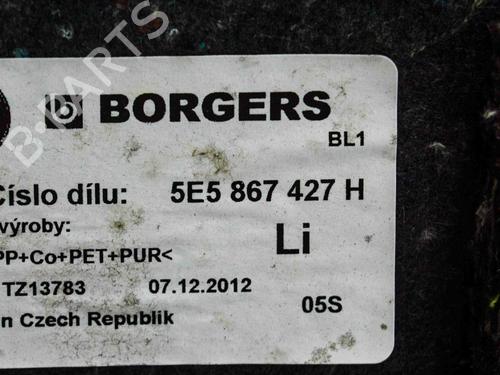 b BORGERS
BL1
Číslo dílu: 5E5 867 427 H
výroby:
PP+Co+PET+PUR<
Li
TZ13783 07.12.2012
05S
n Czech Republik
B-PARTS